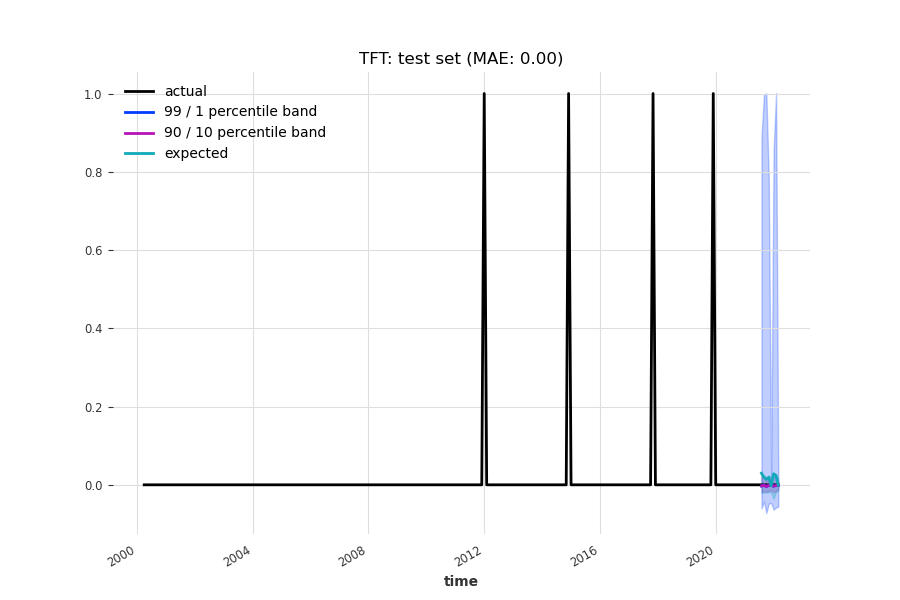 TFT: test set (MAE: 0.00)
actual
99 / 1 percentile band
90 / 10 percentile band
expected
1.0
0.8
0.6
0.4
0.2
0.0
2000
2004
2008
2012
2016
2020
time